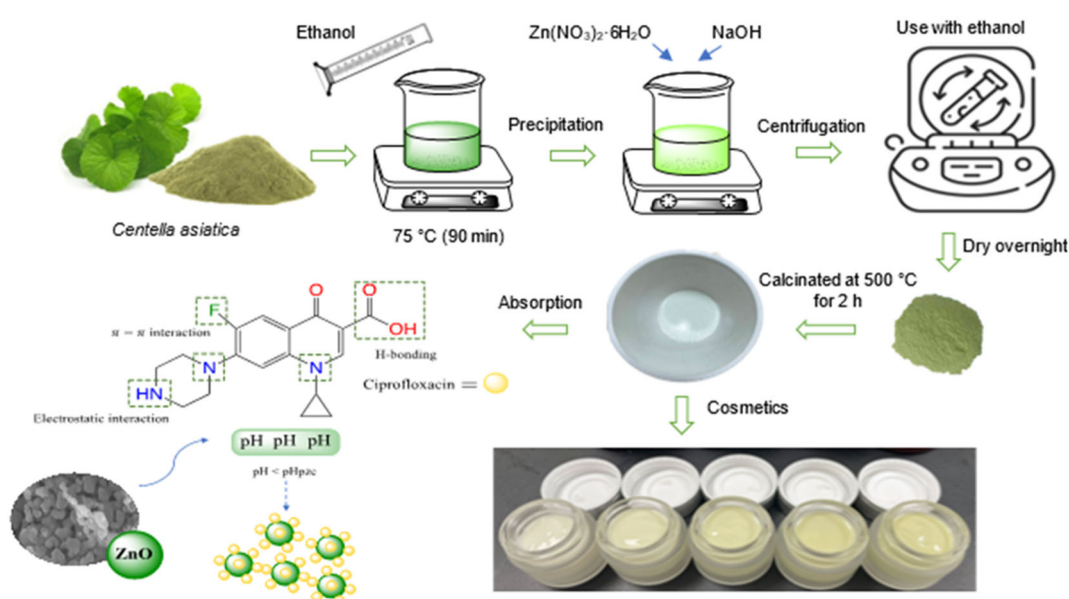 Ethanol
Zn(NO₃)₂·6H₂O
NaOH
Use with ethanol
Precipitation
Centrifugation
Centella asiatica
75 °C (90 min)
Dry overnight
Calcinated at 500 °C
for 2 h
Absorption
Cosmetics
F
O
O
OH
π – π interaction
H-bonding
N
N
HN
Ciprofloxacin =
Electrostatic interaction
pH pH pH
pH < pHpzc
ZnO